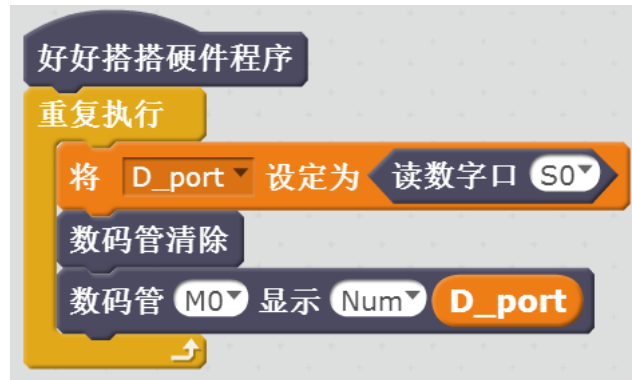 好好搭搭硬件程序
重复执行
将 D_port 设定为 读数字口 S0
数码管清除
数码管 M0 显示 Num D_port